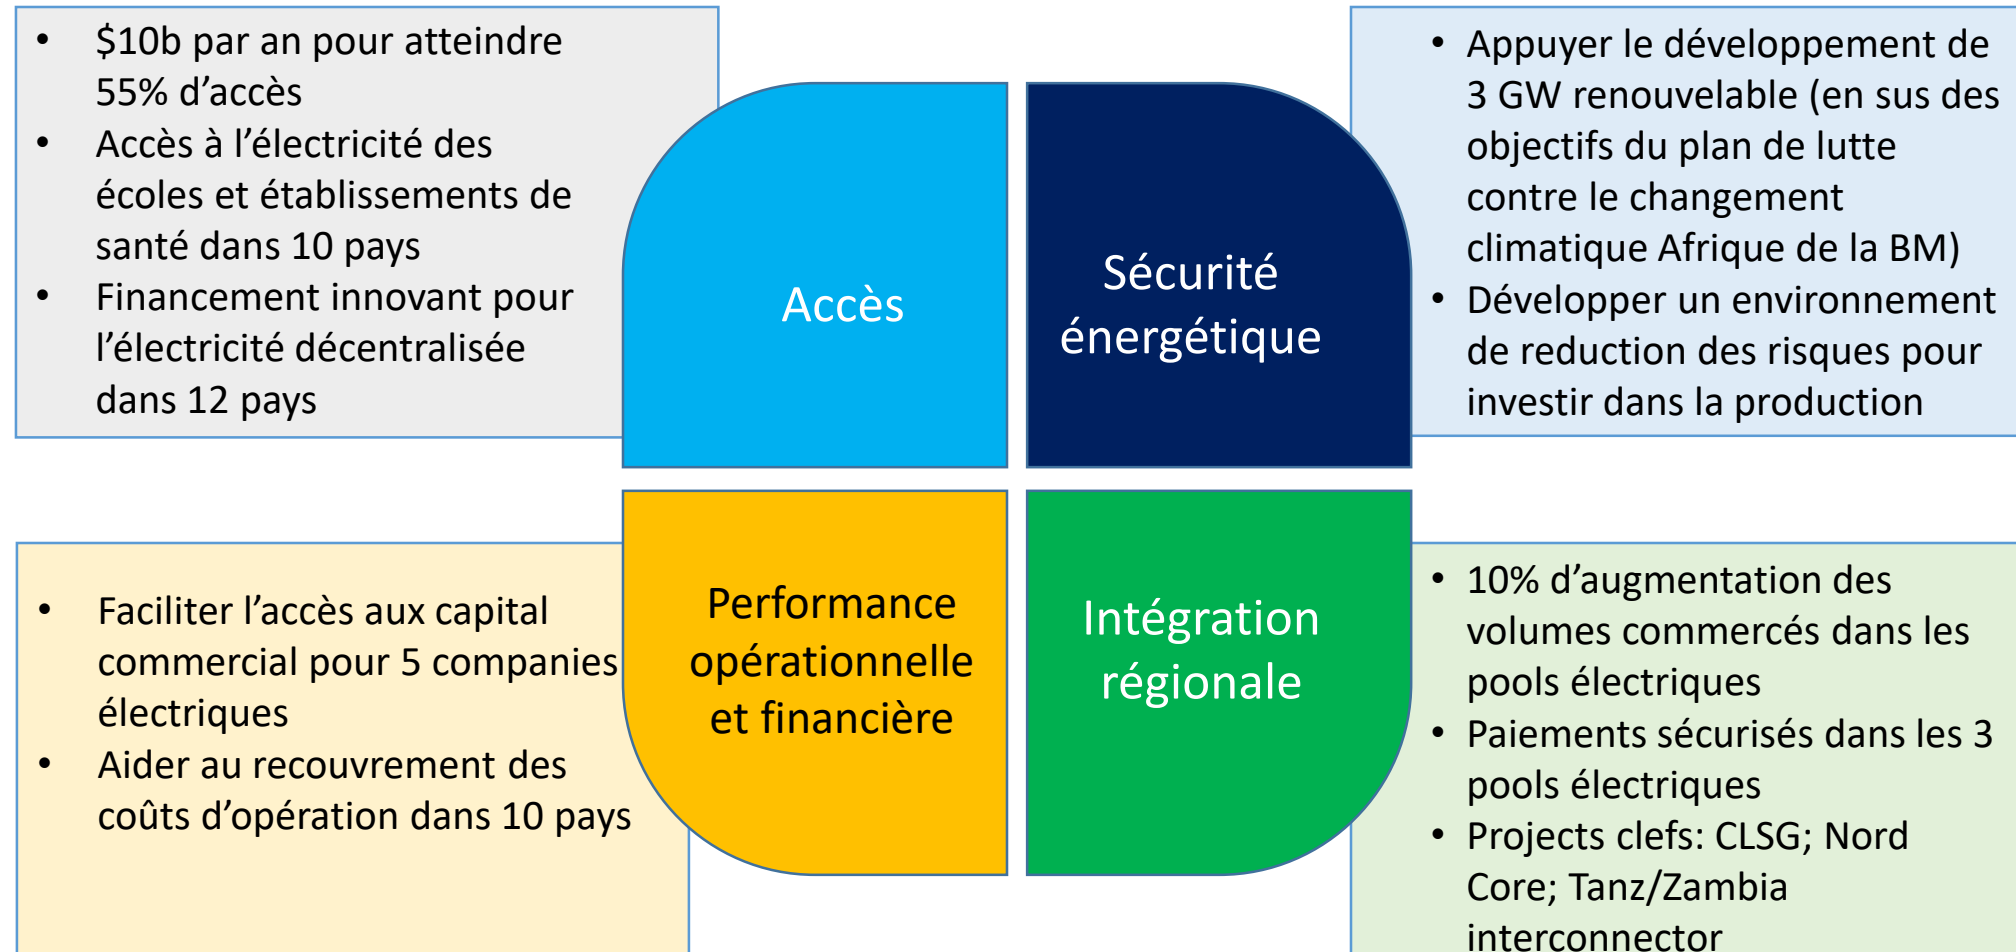 • $10b par an pour atteindre
55% d’accès
• Accès à l’électricité des
écoles et établissements de
santé dans 10 pays
• Financement innovant pour
l’électricité décentralisée
dans 12 pays
Accès
Sécurité
énergétique
• Appuyer le développement de
3 GW renouvelable (en sus des
objectifs du plan de lutte
contre le changement
climatique Afrique de la BM)
• Développer un environnement
de reduction des risques pour
investir dans la production
• Faciliter l’accès aux capital
commercial pour 5 companies
électriques
• Aider au recouvrement des
coûts d’opération dans 10 pays
Performance
opérationnelle
et financière
Intégration
régionale
• 10% d’augmentation des
volumes commercés dans les
pools électriques
• Paiements sécurisés dans les 3
pools électriques
• Projects clefs: CLSG; Nord
Core; Tanz/Zambia
interconnector